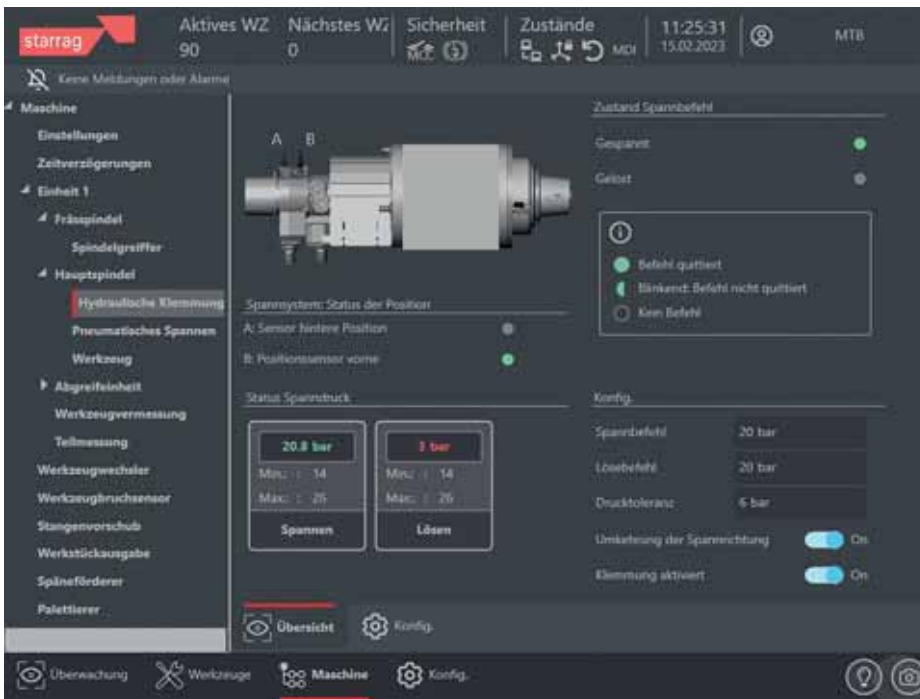 starrag
Aktives WZ
90
Nächstes WZ
0
Sicherheit
Zustände
MDI
11:25:31
15.02.2023
MTB
Keine Meldungen oder Alarme
Maschine
Einstellungen
Zeitverzögerungen
Einheit 1
Frässpindel
Spindelgreiffer
Hauptspindel
Hydraulische Klemmung
Pneumatisches Spannen
Werkzeug
Abgreifeinheit
Werkzeugvermessung
Teilmessung
Werkzeugwechsler
Werkzeugbruchsensor
Stangenvorschub
Werkstückausgabe
Späneförderer
Palettierer
A B
Spannsystem: Status der Position
A: Sensor hintere Position
B: Positionssensor vorne
Status Spanndruck
20.8 bar
Min.: : 14
Max.: : 26
Spannen
3 bar
Min.: : 14
Max.: : 26
Lösen
Zustand Spannbefehl
Gespannt
Gelöst
Befehl quittiert
Blinkend: Befehl nicht quittiert
Kein Befehl
Konfig.
Spannbefehl 20 bar
Lösebefehl 20 bar
Drucktoleranz 6 bar
Umkehrung der Spannrichtung On
Klemmung aktiviert On
Übersicht
Konfig.
Überwachung
Werkzeuge
Maschine
Konfig.